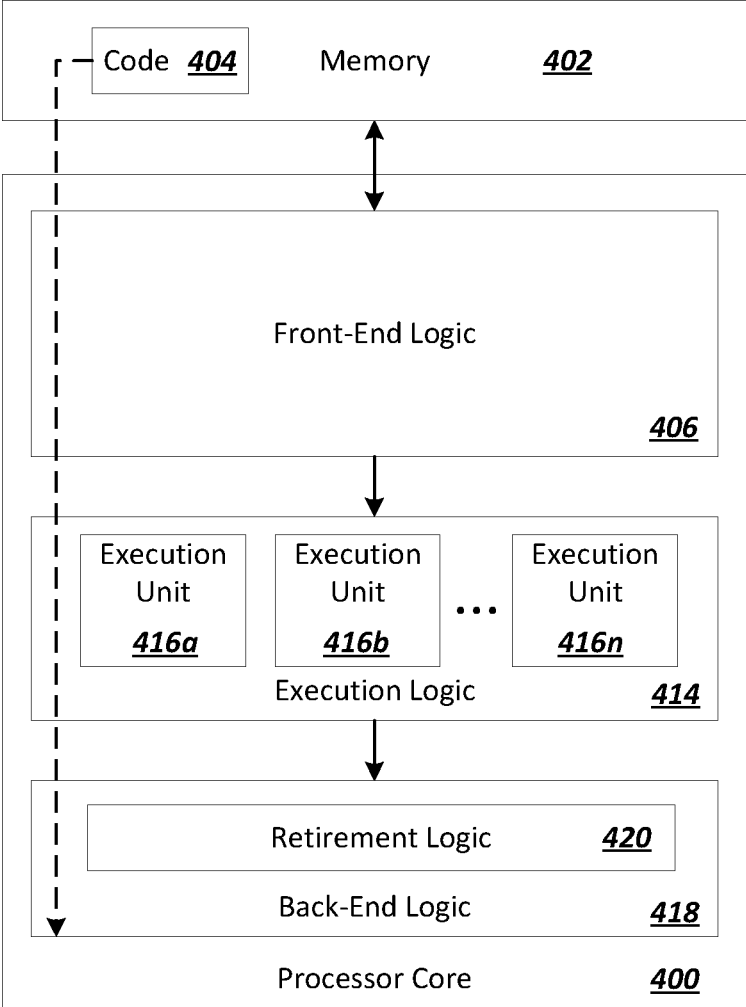 Code 404 Memory 402
Front-End Logic
406
Execution Unit 416a
Execution Unit 416b
...
Execution Unit 416n
Execution Logic 414
Retirement Logic 420
Back-End Logic 418
Processor Core 400